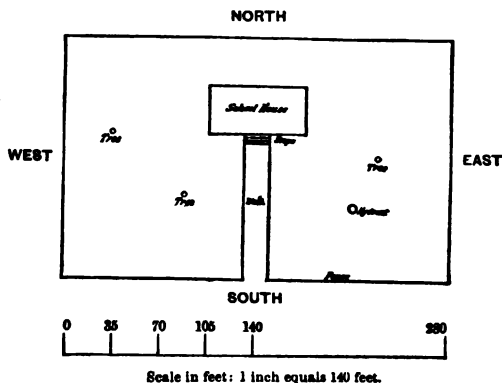 NORTH
School House
Steps
Tree
WEST
Tree
EAST
Tree
Walk
Hydrant
Fence
SOUTH
0 35 70 105 140 280
Scale in feet: 1 inch equals 140 feet.